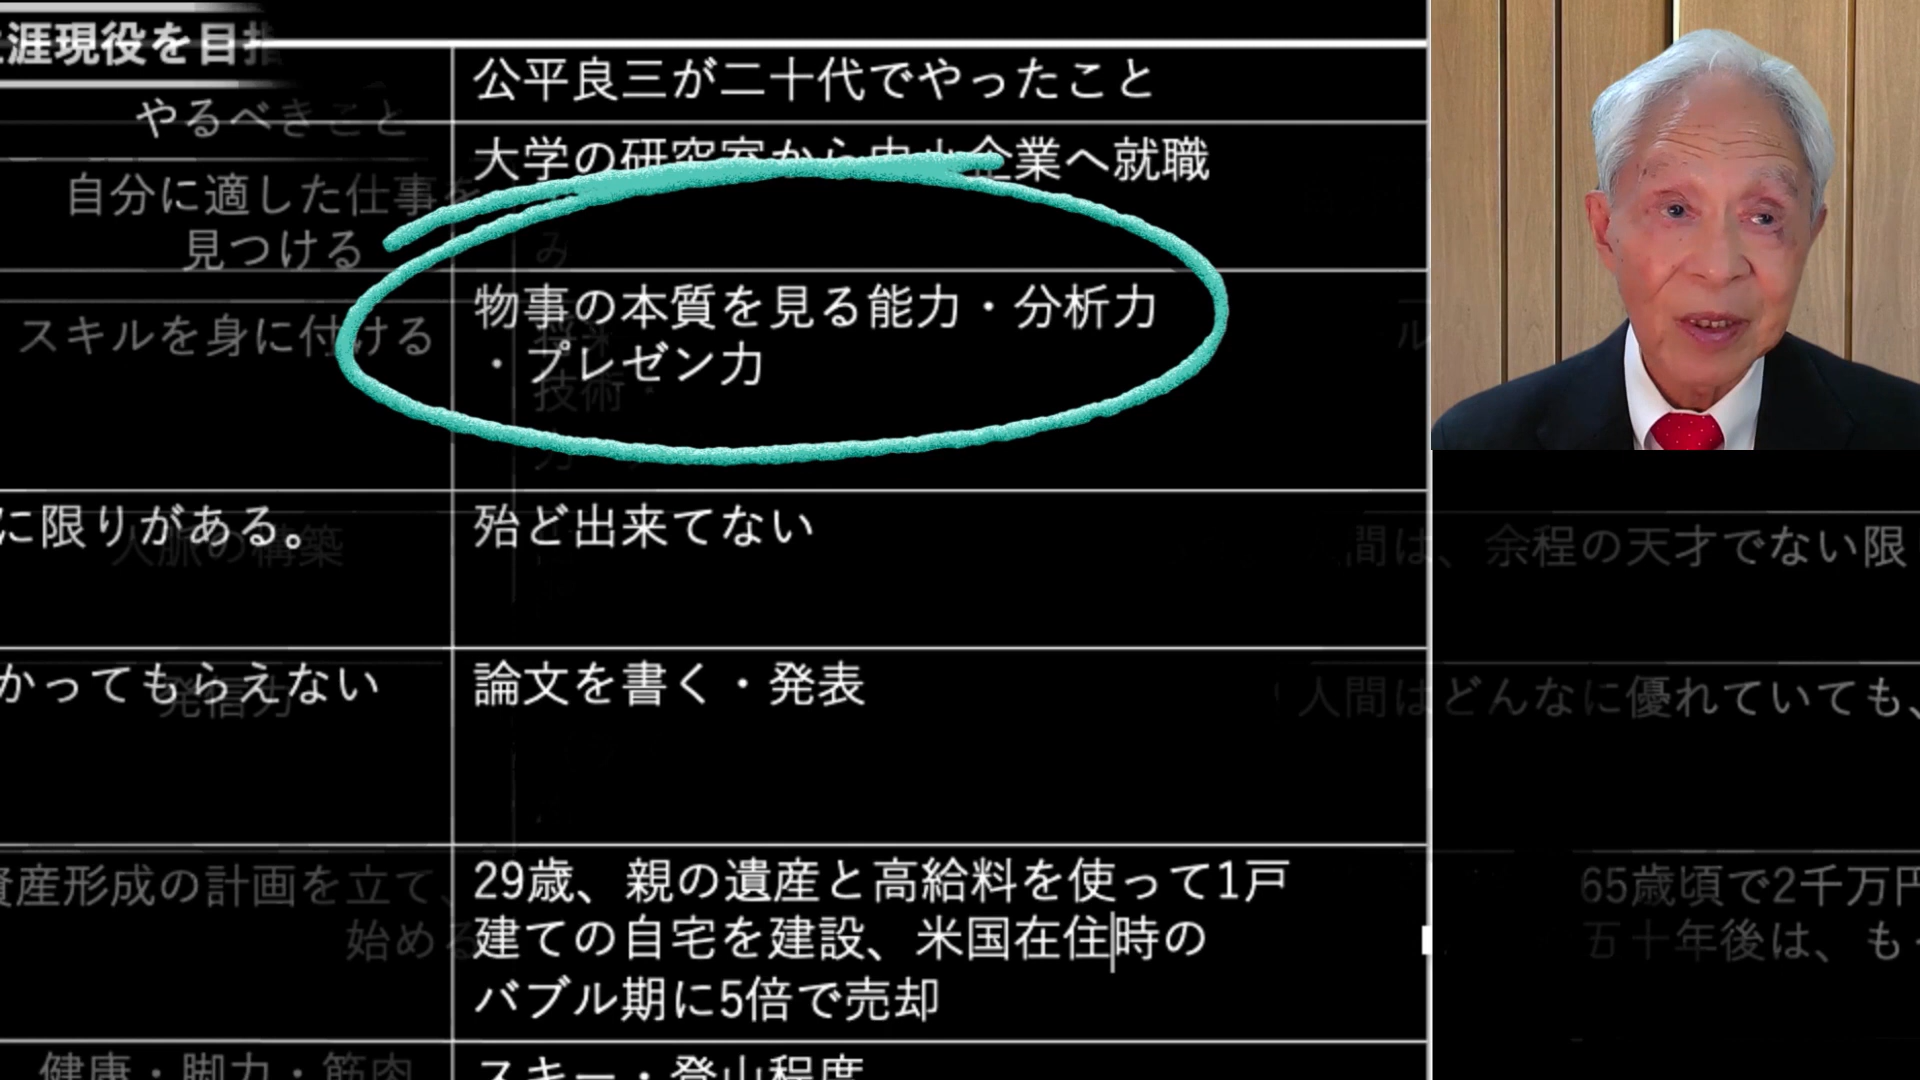 涯現役を目指
公平良三が二十代でやったこと
やるべきこと
大学の研究室から中小企業へ就職
自分に適した仕事を
見つける
物事の本質を見る能力・分析力
・プレゼン力
スキルを身に付ける
技術・
に限りがある。
殆ど出来てない
人脈の構築
間は、余程の天才でない限
かってもらえない
論文を書く・発表
発信力
人間はどんなに優れていても、
資産形成の計画を立て、
始める
29歳、親の遺産と高給料を使って1戸
建ての自宅を建設、米国在住時の
バブル期に5倍で売却
65歳頃で2千万円
五十年後は、も
健康・脚力・筋肉
スキー・登山程度